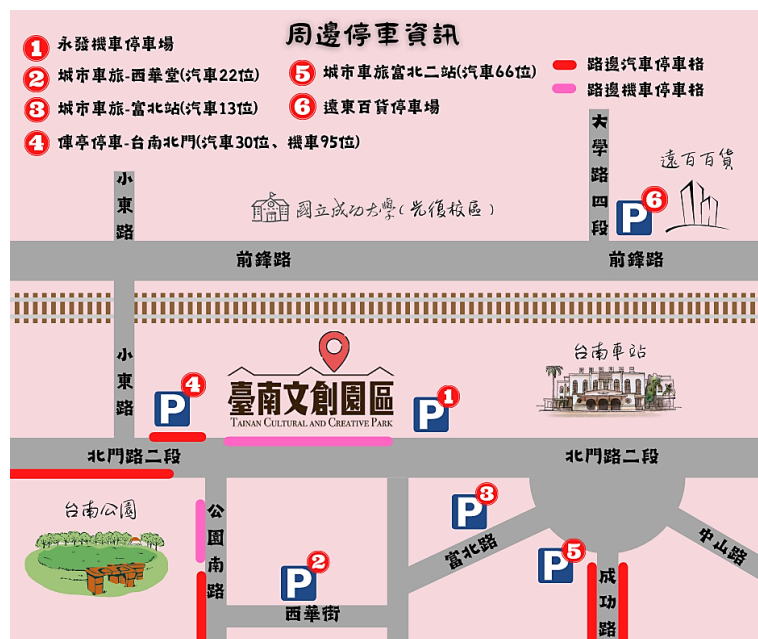 周邊停車資訊
1 永發機車停車場
2 城市車旅-西華堂(汽車22位)
3 城市車旅-富北站(汽車13位)
4 俥亭停車-台南北門(汽車30位、機車95位)
5 城市車旅富北二站(汽車66位)
6 遠東百貨停車場
路邊汽車停車格
路邊機車停車格
小東路
國立成功大學(光復校區)
大學路四段
P 6
遠百百貨
前鋒路
前鋒路
小東路
P 4
臺南文創園區
TAINAN CULTURAL AND CREATIVE PARK
P 1
台南車站
北門路二段
北門路二段
台南公園
公園南路
P 2
西華街
P 3
富北路
P 5
成功路
中山路